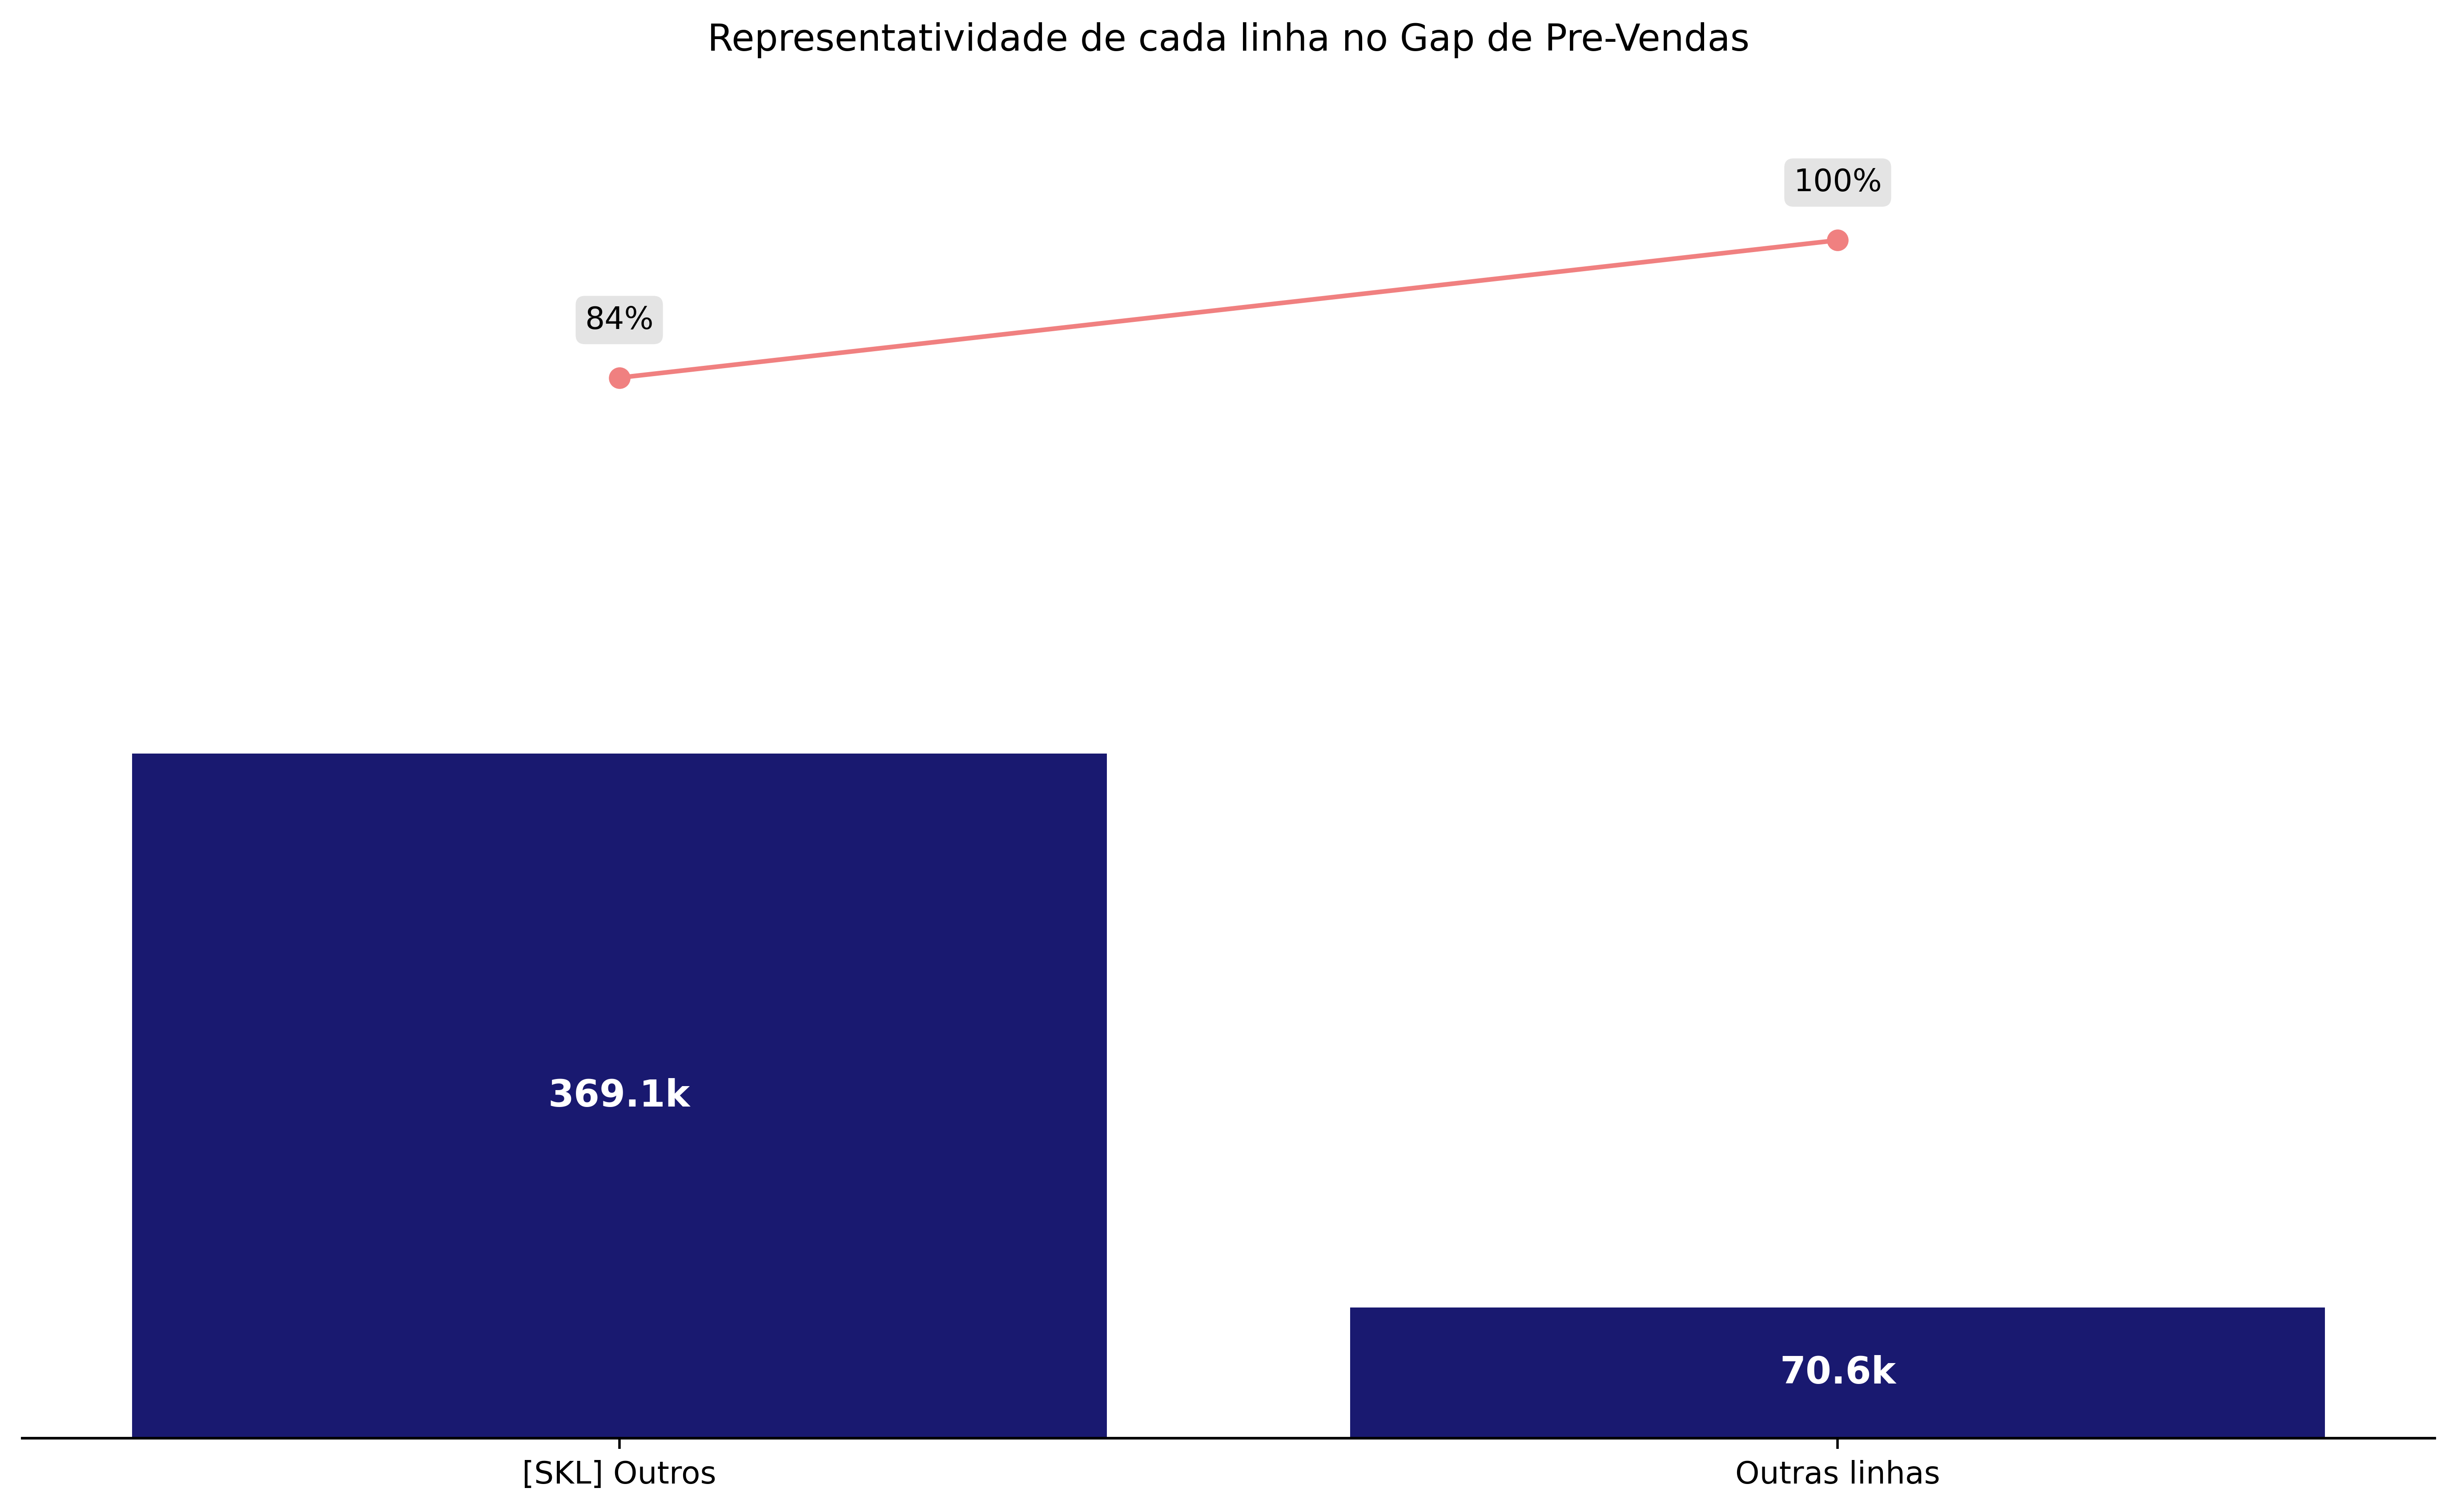 Representatividade de cada linha no Gap de Pre-Vendas
100%
84%
369.1k
70.6k
[SKL] Outros
Outras linhas